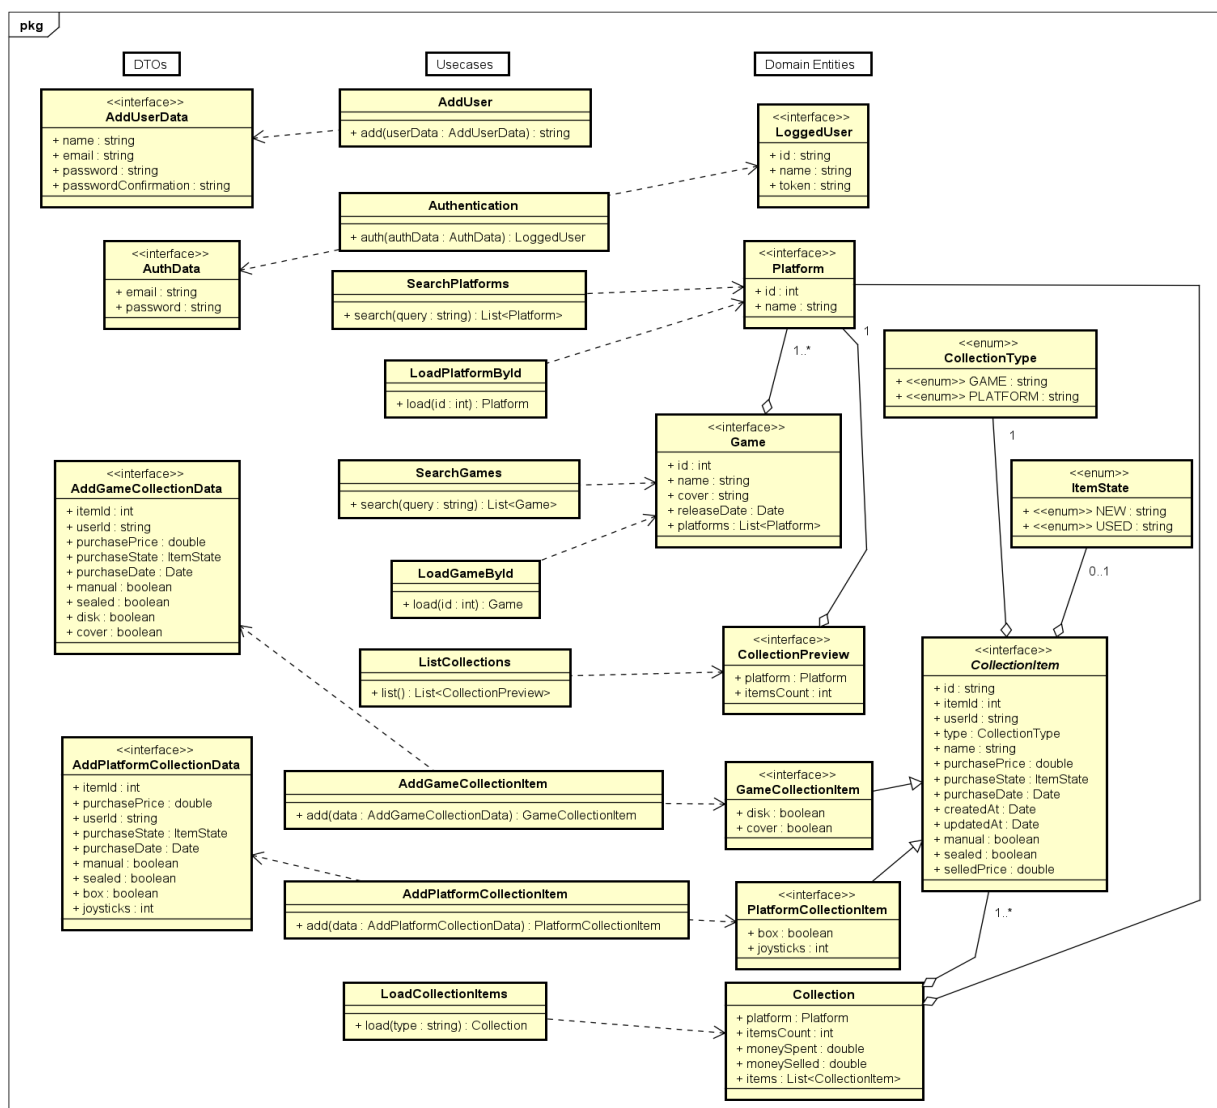 pkg
DTOs
Usecases
Domain Entities
<<interface>>
AddUserData
+ name : string
+ email : string
+ password : string
+ passwordConfirmation : string
AddUser
+ add(userData : AddUserData) : string
<<interface>>
LoggedUser
+ id : string
+ name : string
+ token : string
Authentication
+ auth(authData : AuthData) : LoggedUser
<<interface>>
AuthData
+ email : string
+ password : string
SearchPlatforms
+ search(query : string) : List<Platform>
<<interface>>
Platform
+ id : int
+ name : string
1
1..*
LoadPlatformById
+ load(id : int) : Platform
<<enum>>
CollectionType
+ <<enum>> GAME : string
+ <<enum>> PLATFORM : string
1
<<interface>>
Game
+ id : int
+ name : string
+ cover : string
+ releaseDate : Date
+ platforms : List<Platform>
SearchGames
+ search(query : string) : List<Game>
<<enum>>
ItemState
+ <<enum>> NEW : string
+ <<enum>> USED : string
0..1
<<interface>>
AddGameCollectionData
+ itemId : int
+ userId : string
+ purchasePrice : double
+ purchaseState : ItemState
+ purchaseDate : Date
+ manual : boolean
+ sealed : boolean
+ disk : boolean
+ cover : boolean
LoadGameById
+ load(id : int) : Game
ListCollections
+ list() : List<CollectionPreview>
<<interface>>
CollectionPreview
+ platform : Platform
+ itemsCount : int
<<interface>>
CollectionItem
+ id : string
+ itemId : int
+ userId : string
+ type : CollectionType
+ name : string
+ purchasePrice : double
+ purchaseState : ItemState
+ purchaseDate : Date
+ createdAt : Date
+ updatedAt : Date
+ manual : boolean
+ sealed : boolean
+ selledPrice : double
1..*
<<interface>>
AddPlatformCollectionData
+ itemId : int
+ purchasePrice : double
+ userId : string
+ purchaseState : ItemState
+ purchaseDate : Date
+ manual : boolean
+ sealed : boolean
+ box : boolean
+ joysticks : int
AddGameCollectionItem
+ add(data : AddGameCollectionData) : GameCollectionItem
<<interface>>
GameCollectionItem
+ disk : boolean
+ cover : boolean
AddPlatformCollectionItem
+ add(data : AddPlatformCollectionData) : PlatformCollectionItem
<<interface>>
PlatformCollectionItem
+ box : boolean
+ joysticks : int
LoadCollectionItems
+ load(type : string) : Collection
Collection
+ platform : Platform
+ itemsCount : int
+ moneySpent : double
+ moneySelled : double
+ items : List<CollectionItem>